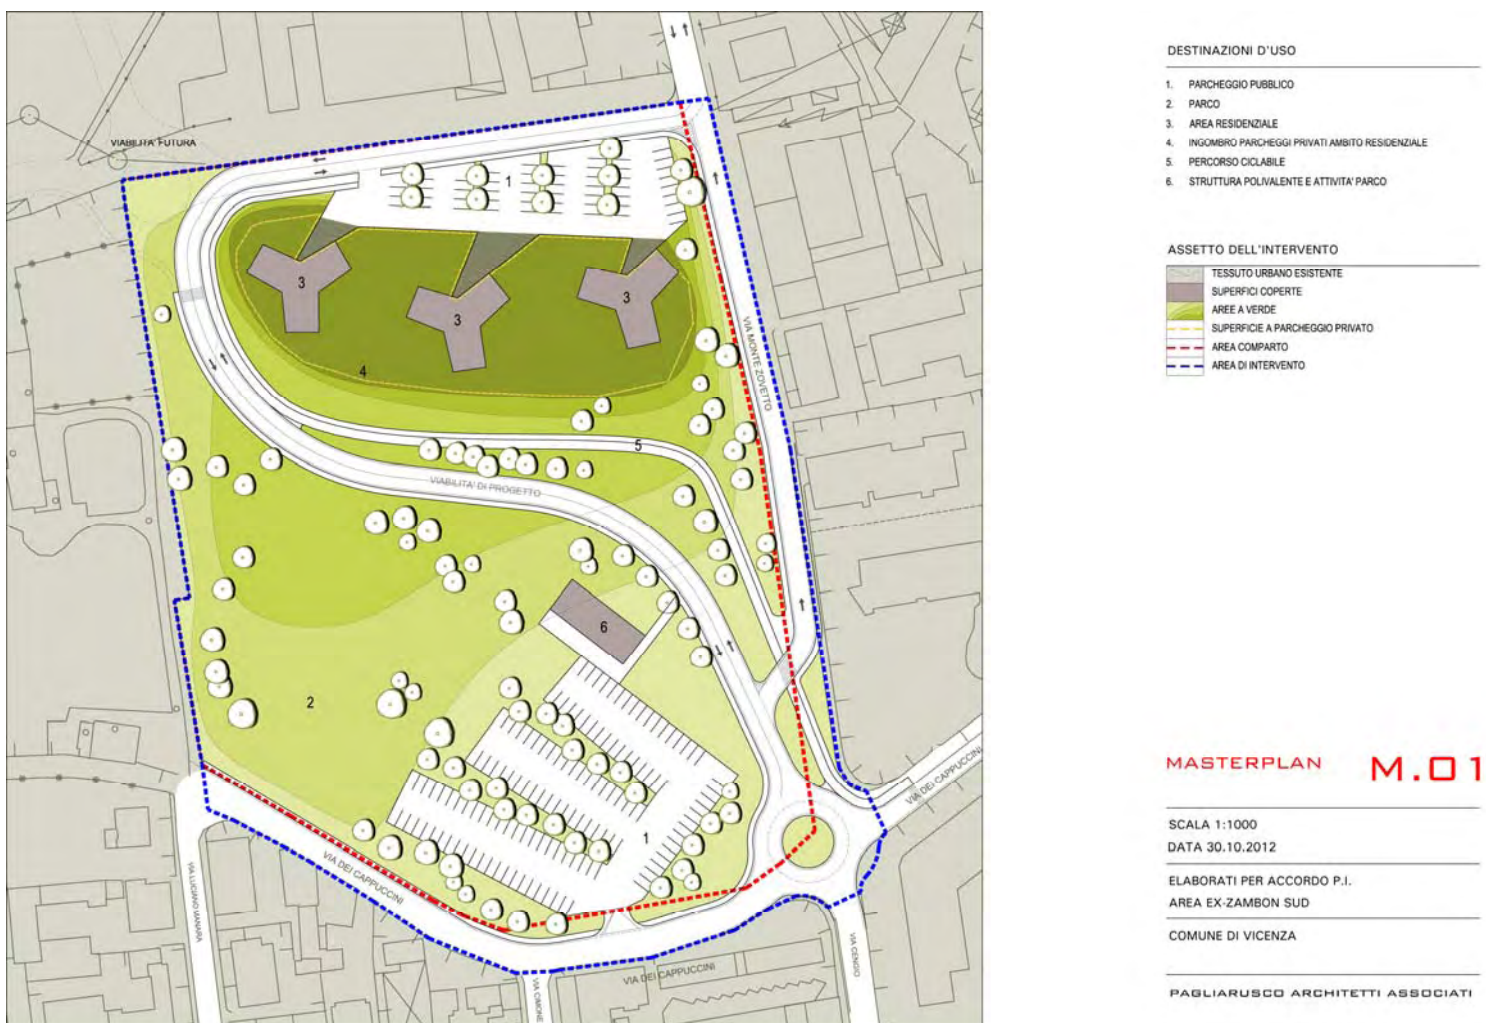 VIABILITA' FUTURA
1
3
3
3
4
VIA MONTE ZOVETTO
5
VIABILITA' DI PROGETTO
6
2
1
VIA DEI CAPPUCCINI
VIA DEI CAPPUCCINI
VIA LUCIANO MANARA
VIA DEI CAPPUCCINI
VIA CIMONE
VIA CENGIO
DESTINAZIONI D'USO
1. PARCHEGGIO PUBBLICO
2. PARCO
3. AREA RESIDENZIALE
4. INGOMBRO PARCHEGGI PRIVATI AMBITO RESIDENZIALE
5. PERCORSO CICLABILE
6. STRUTTURA POLIVALENTE E ATTIVITA' PARCO
ASSETTO DELL'INTERVENTO
TESSUTO URBANO ESISTENTE
SUPERFICI COPERTE
AREE A VERDE
SUPERFICIE A PARCHEGGIO PRIVATO
AREA COMPARTO
AREA DI INTERVENTO
MASTERPLAN M.01
SCALA 1:1000
DATA 30.10.2012
ELABORATI PER ACCORDO P.I.
AREA EX-ZAMBON SUD
COMUNE DI VICENZA
PAGLIARUSCO ARCHITETTI ASSOCIATI